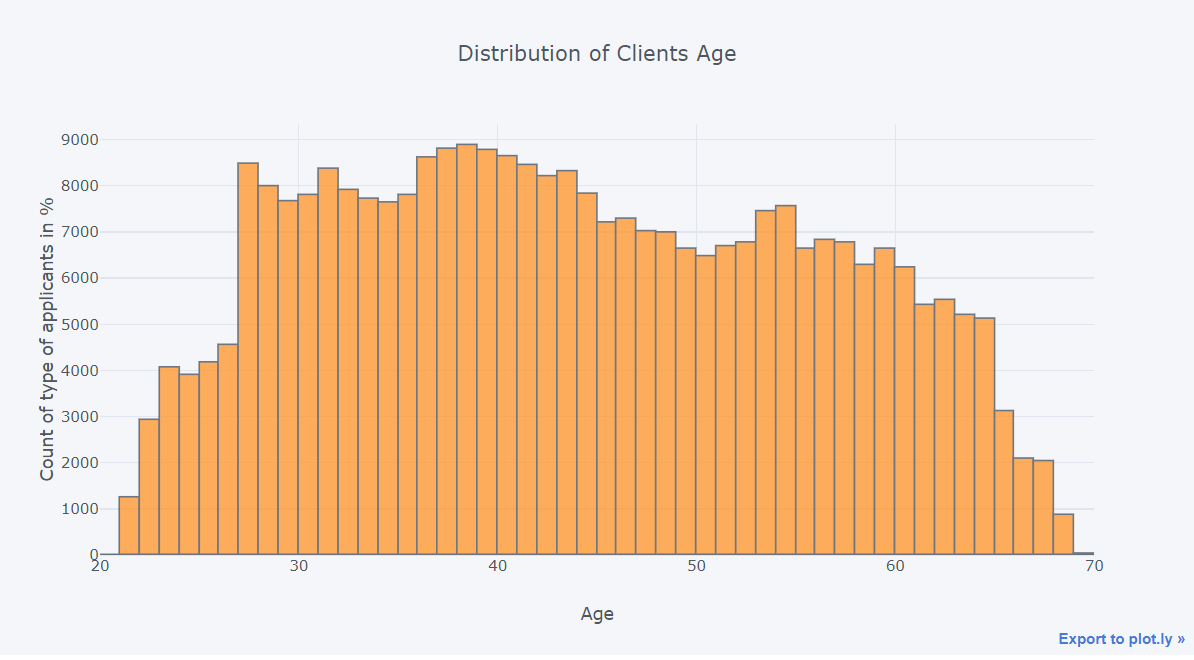 Distribution of Clients Age
Count of type of applicants in %
9000
8000
7000
6000
5000
4000
3000
2000
1000
0
20 30 40 50 60 70
Age
Export to plot.ly »